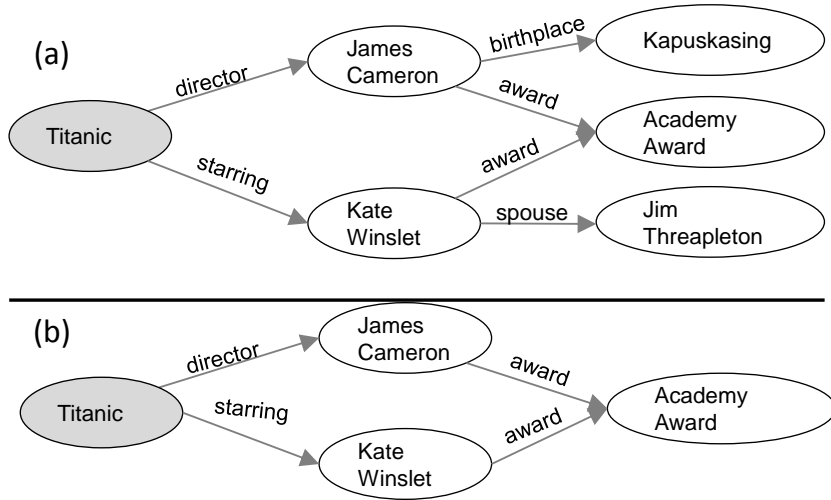 (a)
Titanic
director
starring
James
Cameron
Kate
Winslet
birthplace
award
award
spouse
Kapuskasing
Academy
Award
Jim
Threapleton
(b)
Titanic
director
starring
James
Cameron
Kate
Winslet
award
award
Academy
Award